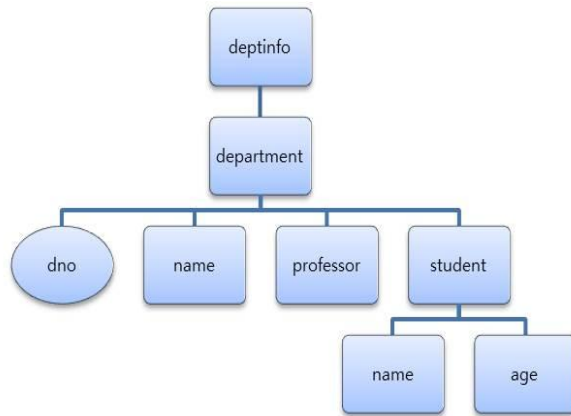 deptinfo
department
dno
name
professor
student
name
age